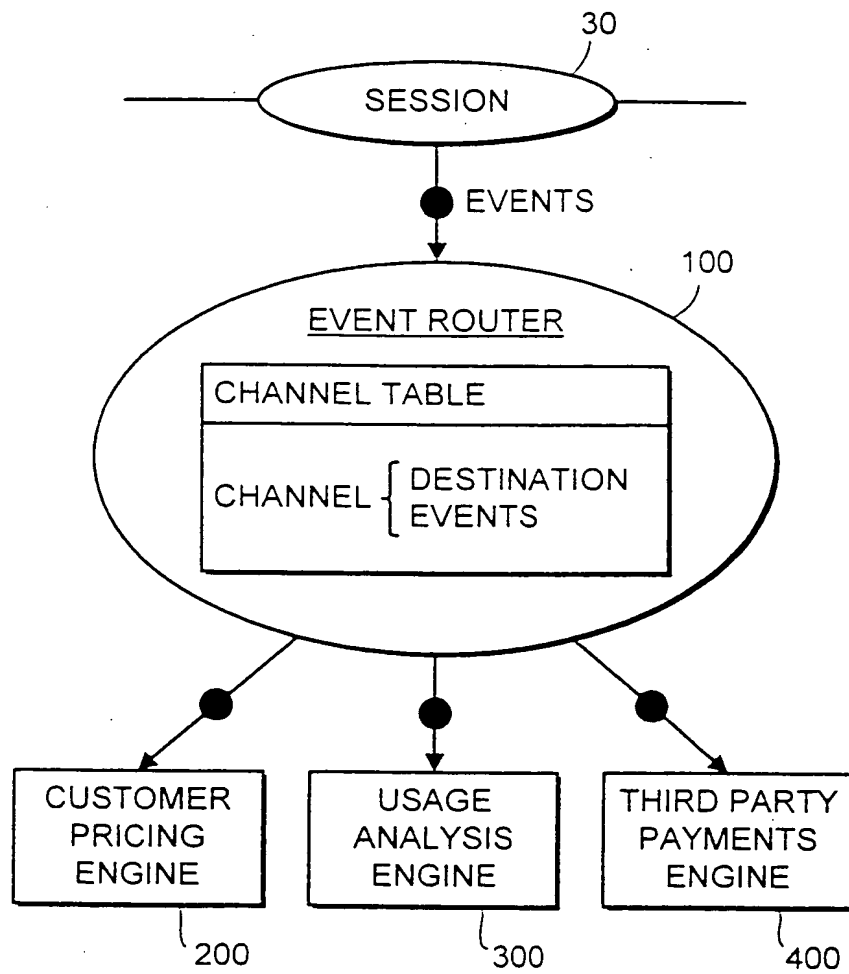 30
SESSION
EVENTS
100
EVENT ROUTER
CHANNEL TABLE
CHANNEL { DESTINATION
EVENTS
CUSTOMER
PRICING
ENGINE
USAGE
ANALYSIS
ENGINE
THIRD PARTY
PAYMENTS
ENGINE
200
300
400